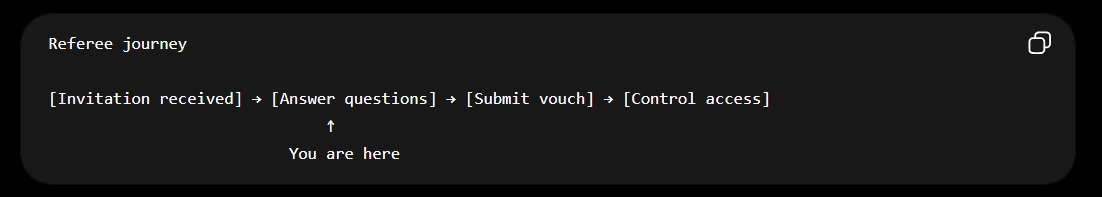 Referee journey
[Invitation received] → [Answer questions] → [Submit vouch] → [Control access]
↑
You are here